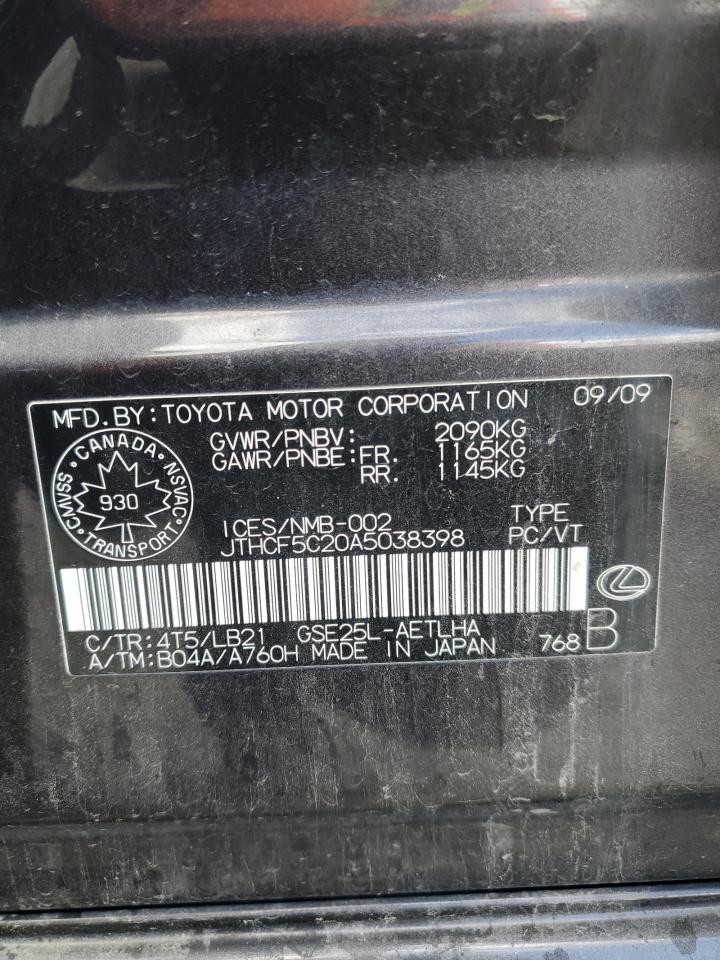 MFD.BY:TOYOTA MOTOR CORPORATION 09/09
GVWR/PNBV: 2090KG
GAWR/PNBE:FR. 1165KG
RR. 1145KG
CMVSS CANADA NSVAC
930
TRANSPORT
ICES/NMB-002 TYPE
JTHCF5C20A5038398 PC/VT
C/TR:4T5/LB21 GSE25L-AETLHA
A/TM:B04A/A760H MADE IN JAPAN 768 B